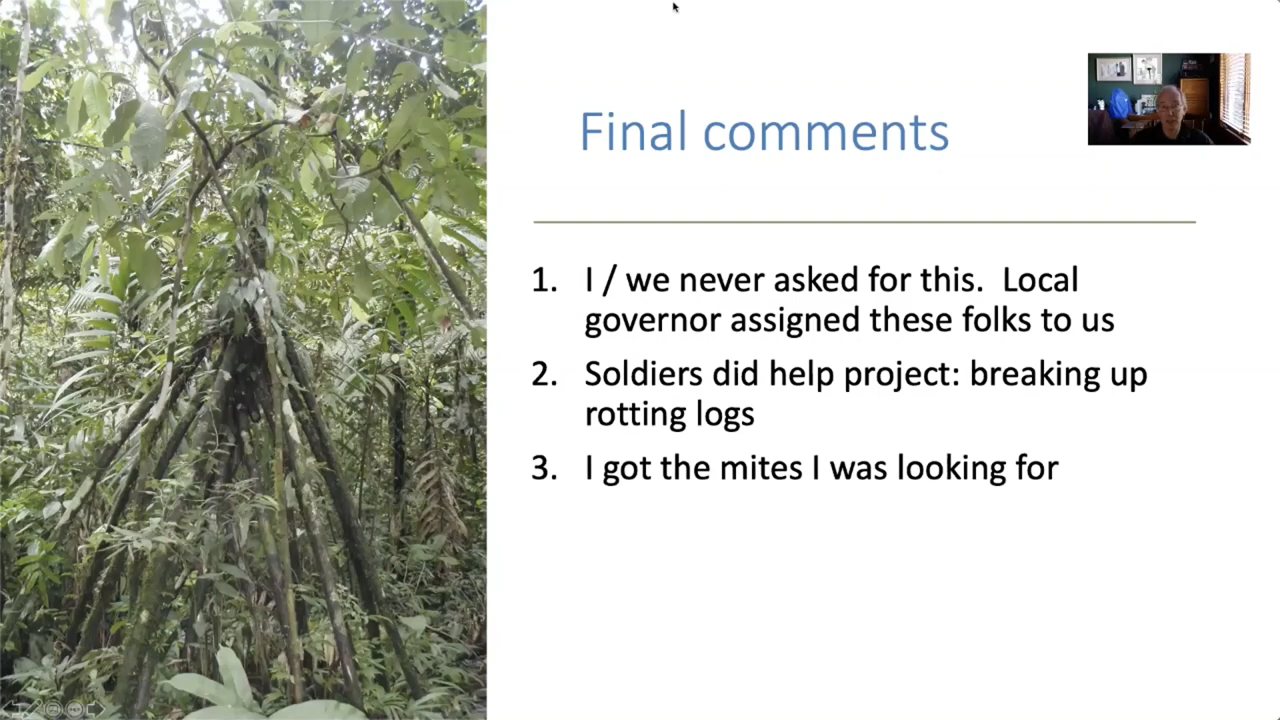 Final comments
1. I / we never asked for this.  Local
governor assigned these folks to us
2. Soldiers did help project: breaking up
rotting logs
3. I got the mites I was looking for